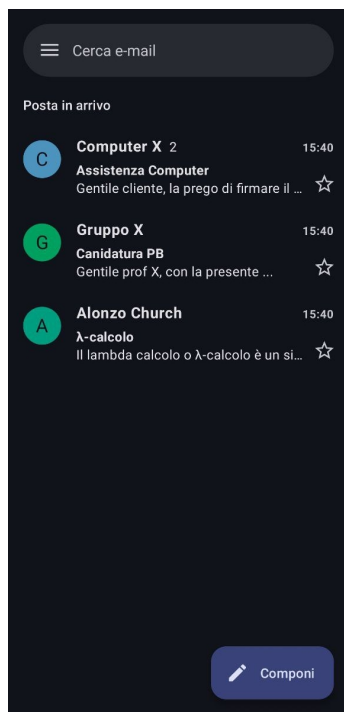 Cerca e-mail
Posta in arrivo
C
Computer X 2 15:40
Assistenza Computer
Gentile cliente, la prego di firmare il ...
G
Gruppo X 15:40
Canidatura PB
Gentile prof X, con la presente ...
A
Alonzo Church 15:40
λ-calcolo
Il lambda calcolo o λ-calcolo è un si...
Componi